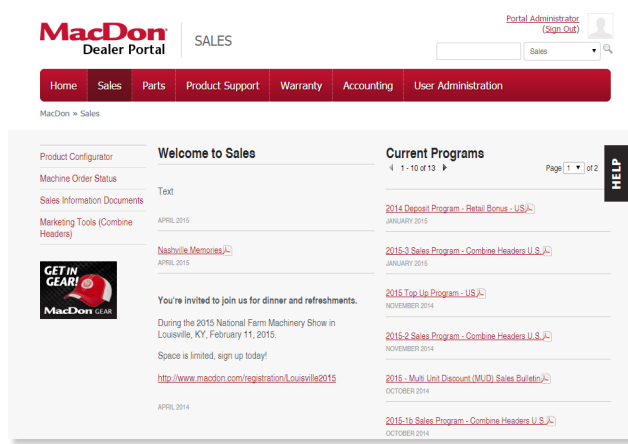 MacDon
Dealer Portal
SALES
Portal Administrator
(Sign Out)
Sales
Home Sales Parts Product Support Warranty Accounting User Administration
MacDon » Sales
Product Configurator
Machine Order Status
Sales Information Documents
Marketing Tools (Combine
Headers)
GET IN
GEAR!
MacDon GEAR
Welcome to Sales
Text
APRIL 2015
Nashville Memories
APRIL 2015
You're invited to join us for dinner and refreshments.
During the 2015 National Farm Machinery Show in
Louisville, KY, February 11, 2015.
Space is limited, sign up today!
http://www.macdon.com/registration/Louisville2015
APRIL 2014
Current Programs
1 - 10 of 13
Page 1 of 2
2014 Deposit Program - Retail Bonus - US
JANUARY 2015
2015-3 Sales Program - Combine Headers U.S.
JANUARY 2015
2015 Top Up Program - US
NOVEMBER 2014
2015-2 Sales Program - Combine Headers U.S.
NOVEMBER 2014
2015 - Multi Unit Discount (MUD) Sales Bulletin
OCTOBER 2014
2015-1b Sales Program - Combine Headers U.S.
OCTOBER 2014
HELP